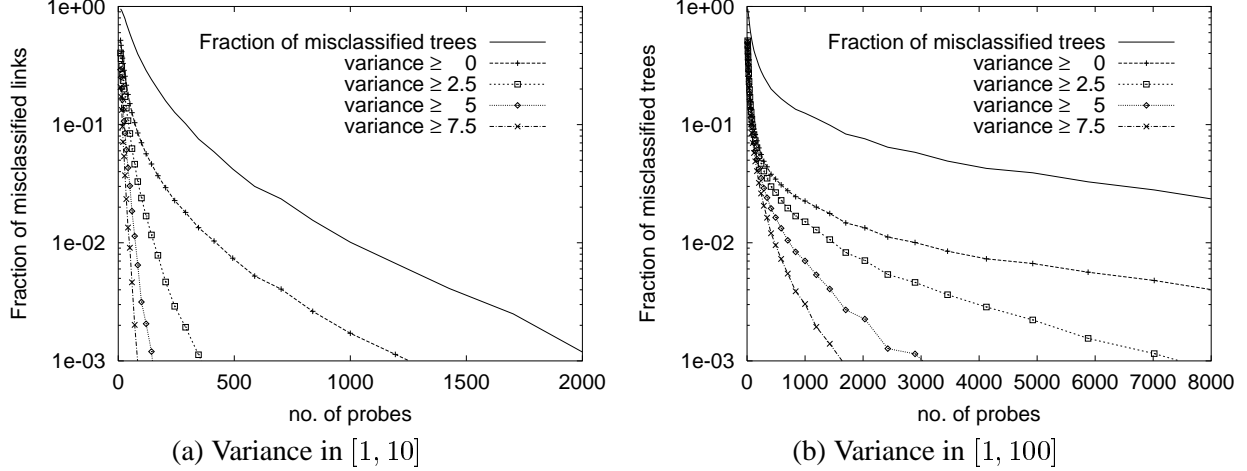 Fraction of misclassified links
1e+00
1e-01
1e-02
1e-03
Fraction of misclassified trees
variance ≥ 0
variance ≥ 2.5
variance ≥ 5
variance ≥ 7.5
0 500 1000 1500 2000
no. of probes
(a) Variance in [1, 10]
Fraction of misclassified trees
1e+00
1e-01
1e-02
1e-03
Fraction of misclassified trees
variance ≥ 0
variance ≥ 2.5
variance ≥ 5
variance ≥ 7.5
0 1000 2000 3000 4000 5000 6000 7000 8000
no. of probes
(b) Variance in [1, 100]